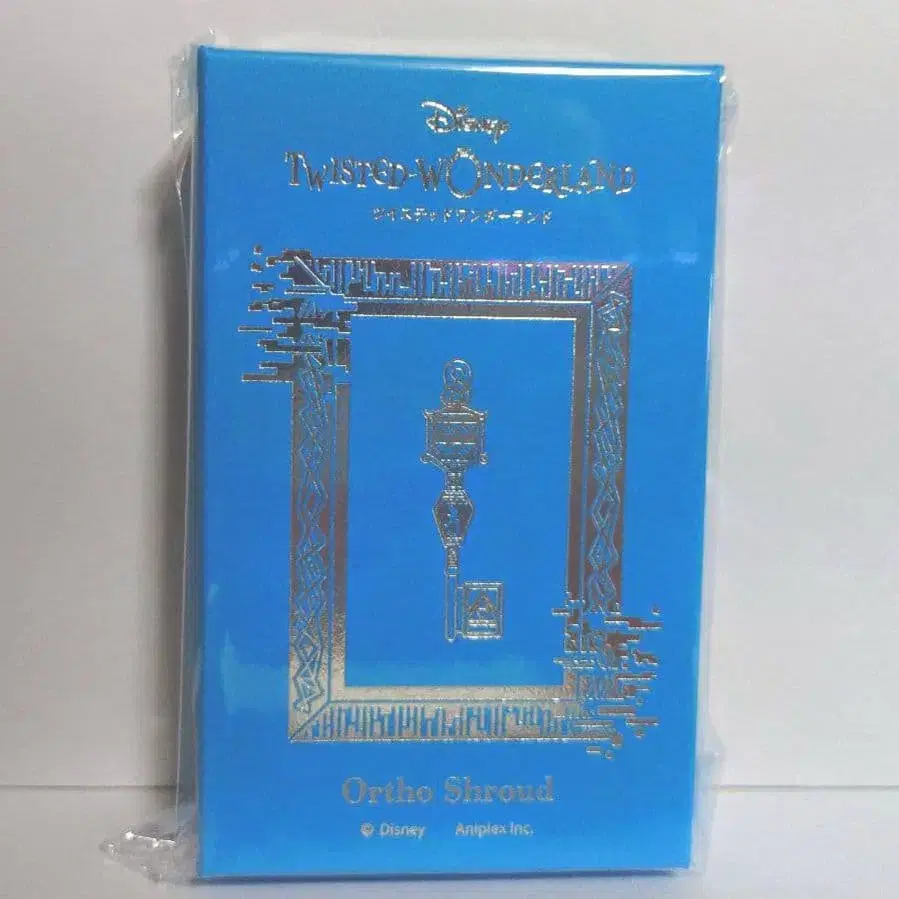 Disney
TWISTED-WONDERLAND
ツイステッドワンダーランド
Ortho Shroud
© Disney Aniplex Inc.